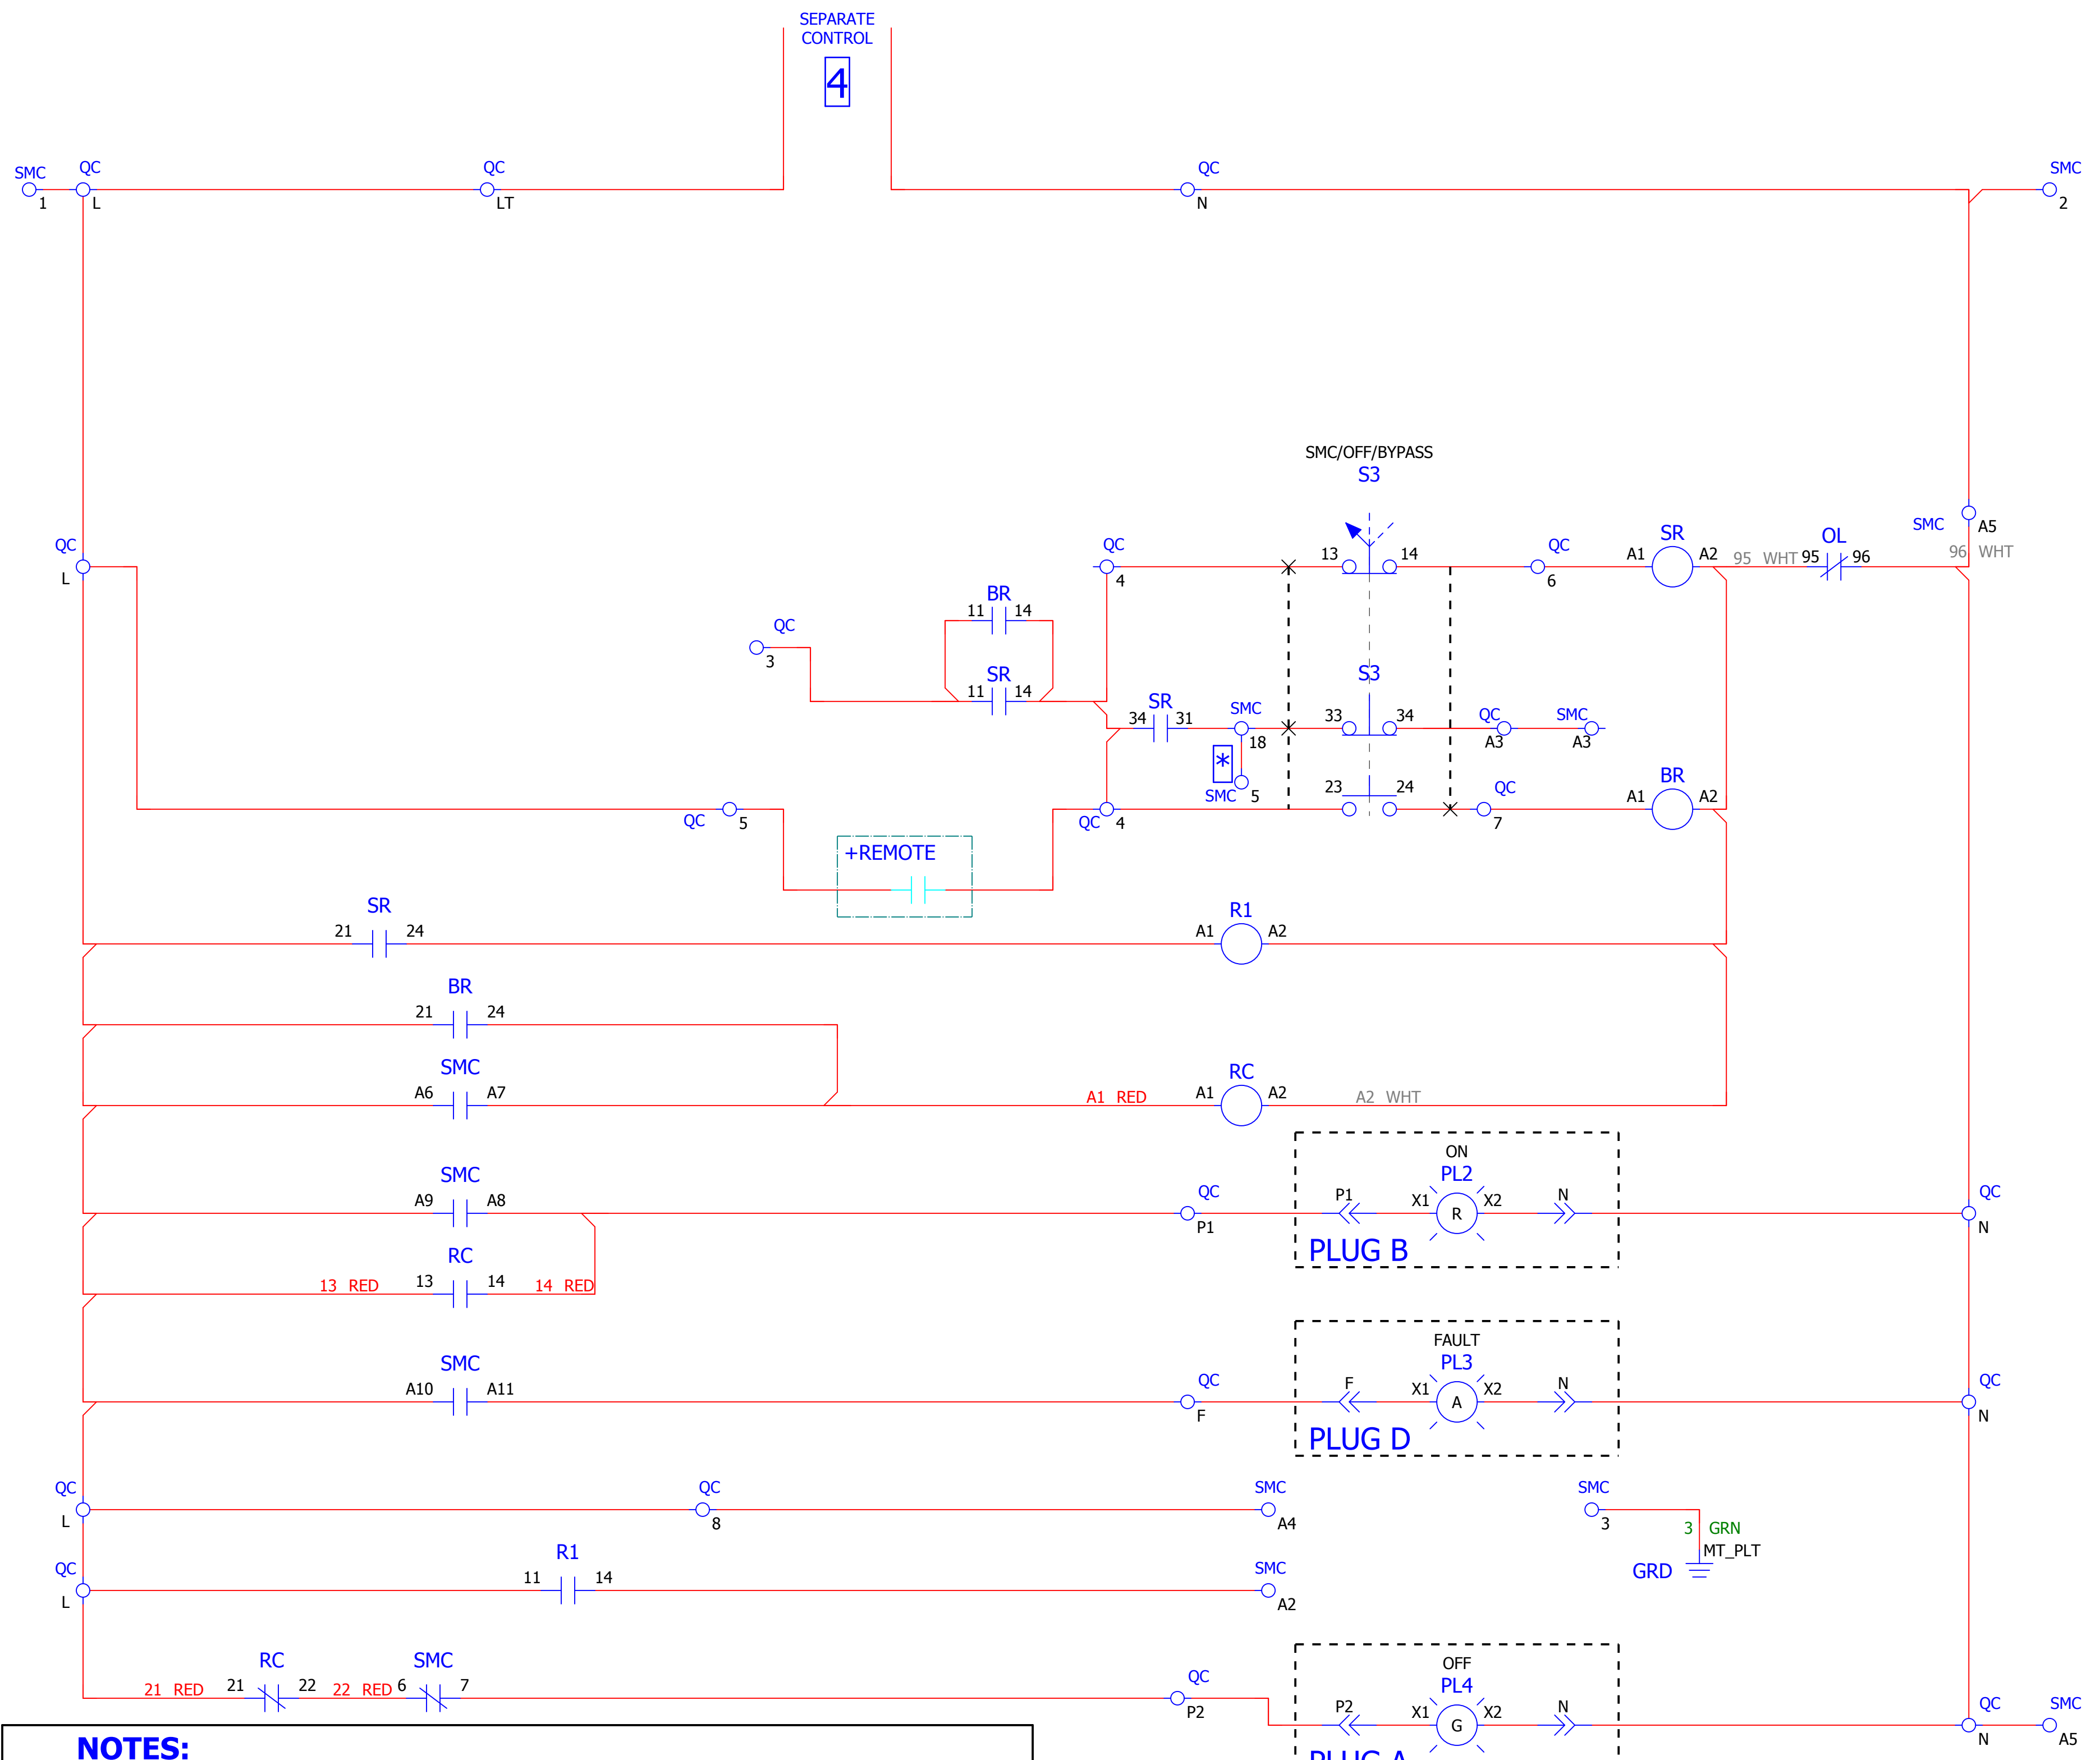 SEPARATE
CONTROL
4
SMC QC QC QC SMC
1 L LT N 2
SMC/OFF/BYPASS
S3
QC QC 13 14 QC A1 SR A2 95 WHT 95 OL 96 SMC A5
96 WHT
L 4 6
BR
11 14
QC
3
SR S3
11 14
SR SMC 33 34 QC SMC
34 31 18 A3 A3
*
SMC 5
23 24 QC A1 BR A2
QC 5 QC 4 7
+REMOTE
SR R1
21 24 A1 A2
BR
21 24
SMC RC
A6 A7 A1 RED A1 A2 A2 WHT
ON
SMC PL2
A9 A8 QC P1 X1 R X2 N QC
P1 N
RC PLUG B
13 RED 13 14 14 RED
FAULT
SMC PL3
A10 A11 QC F X1 A X2 N QC
F N
PLUG D
QC QC SMC SMC
L 8 A4 3
3 GRN
MT_PLT
GRD
QC R1 SMC
11 14
L A2
RC SMC OFF
21 RED 21 22 22 RED 6 7 QC PL4
P2 P2 X1 G X2 N QC SMC
N A5
PLUG A
NOTES: